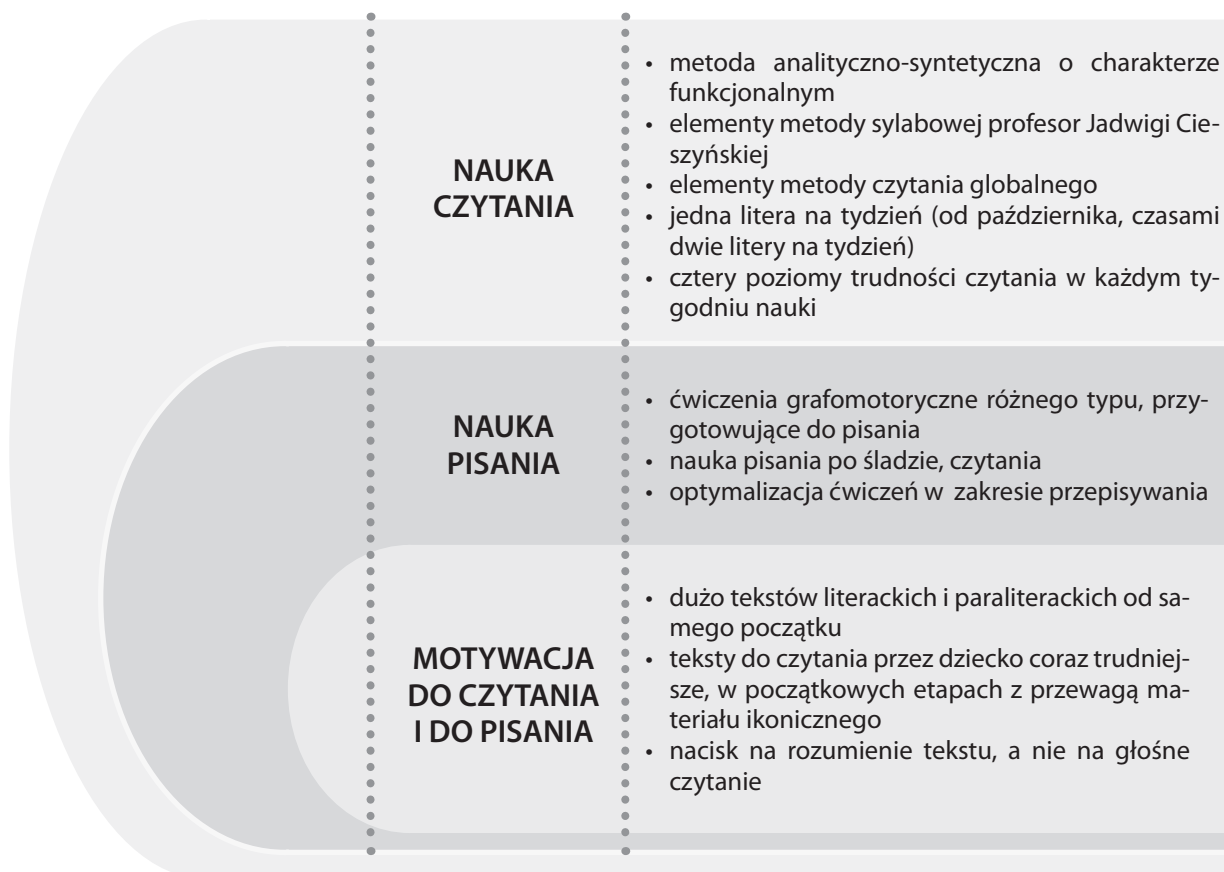 NAUKA
CZYTANIA
• metoda analityczno-syntetyczna o charakterze
funkcjonalnym
• elementy metody sylabowej profesor Jadwigi Cie-
szyńskiej
• elementy metody czytania globalnego
• jedna litera na tydzień (od października, czasami
dwie litery na tydzień)
• cztery poziomy trudności czytania w każdym ty-
godniu nauki
NAUKA
PISANIA
• ćwiczenia grafomotoryczne różnego typu, przy-
gotowujące do pisania
• nauka pisania po śladzie, czytania
• optymalizacja ćwiczeń w zakresie przepisywania
MOTYWACJA
DO CZYTANIA
I DO PISANIA
• dużo tekstów literackich i paraliterackich od sa-
mego początku
• teksty do czytania przez dziecko coraz trudniej-
sze, w początkowych etapach z przewagą ma-
teriału ikonicznego
• nacisk na rozumienie tekstu, a nie na głośne
czytanie